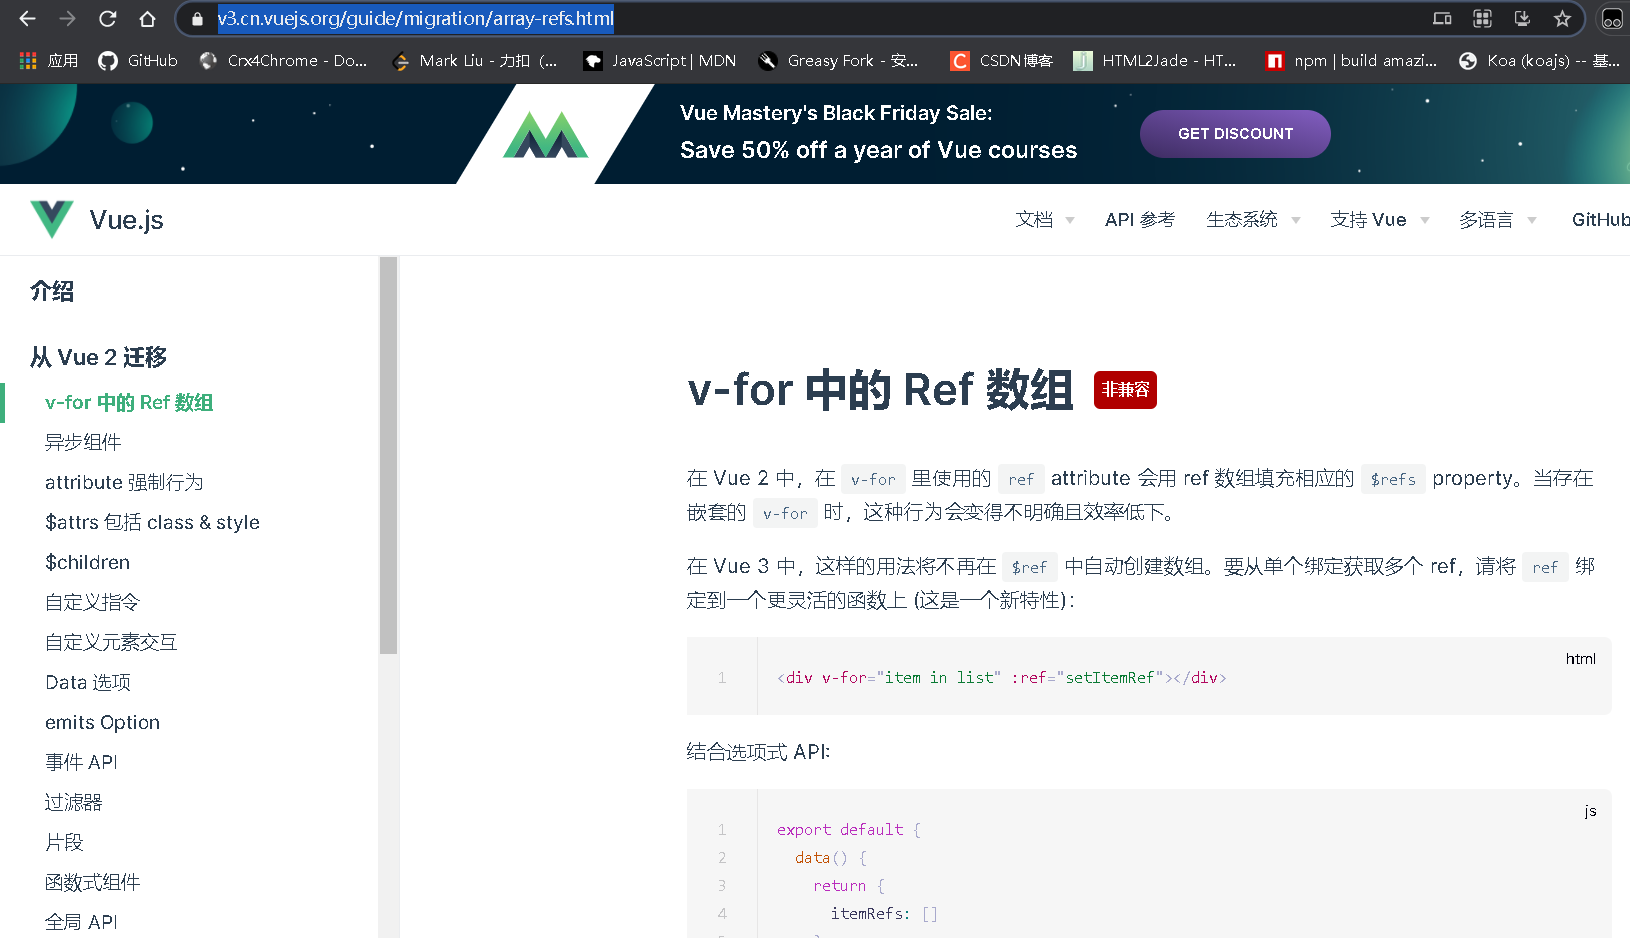 v3.cn.vuejs.org/guide/migration/array-refs.html
应用 GitHub Crx4Chrome - Do... Mark Liu - 力扣（... JavaScript | MDN Greasy Fork - 安... CSDN博客 HTML2Jade - HT... npm | build amazi... Koa (koajs) -- 基...
Vue Mastery's Black Friday Sale:
Save 50% off a year of Vue courses
GET DISCOUNT
Vue.js
文档 API 参考 生态系统 支持 Vue 多语言 GitHub
介绍
从 Vue 2 迁移
v-for 中的 Ref 数组
异步组件
attribute 强制行为
$attrs 包括 class & style
$children
自定义指令
自定义元素交互
Data 选项
emits Option
事件 API
过滤器
片段
函数式组件
全局 API
v-for 中的 Ref 数组 非兼容
在 Vue 2 中，在 v-for 里使用的 ref attribute 会用 ref 数组填充相应的 $refs property。当存在
嵌套的 v-for 时，这种行为会变得不明确且效率低下。
在 Vue 3 中，这样的用法将不再在 $ref 中自动创建数组。要从单个绑定获取多个 ref，请将 ref 绑
定到一个更灵活的函数上 (这是一个新特性)：
html
1 <div v-for="item in list" :ref="setItemRef"></div>
结合选项式 API:
js
1 export default {
2 data() {
3 return {
4 itemRefs: []